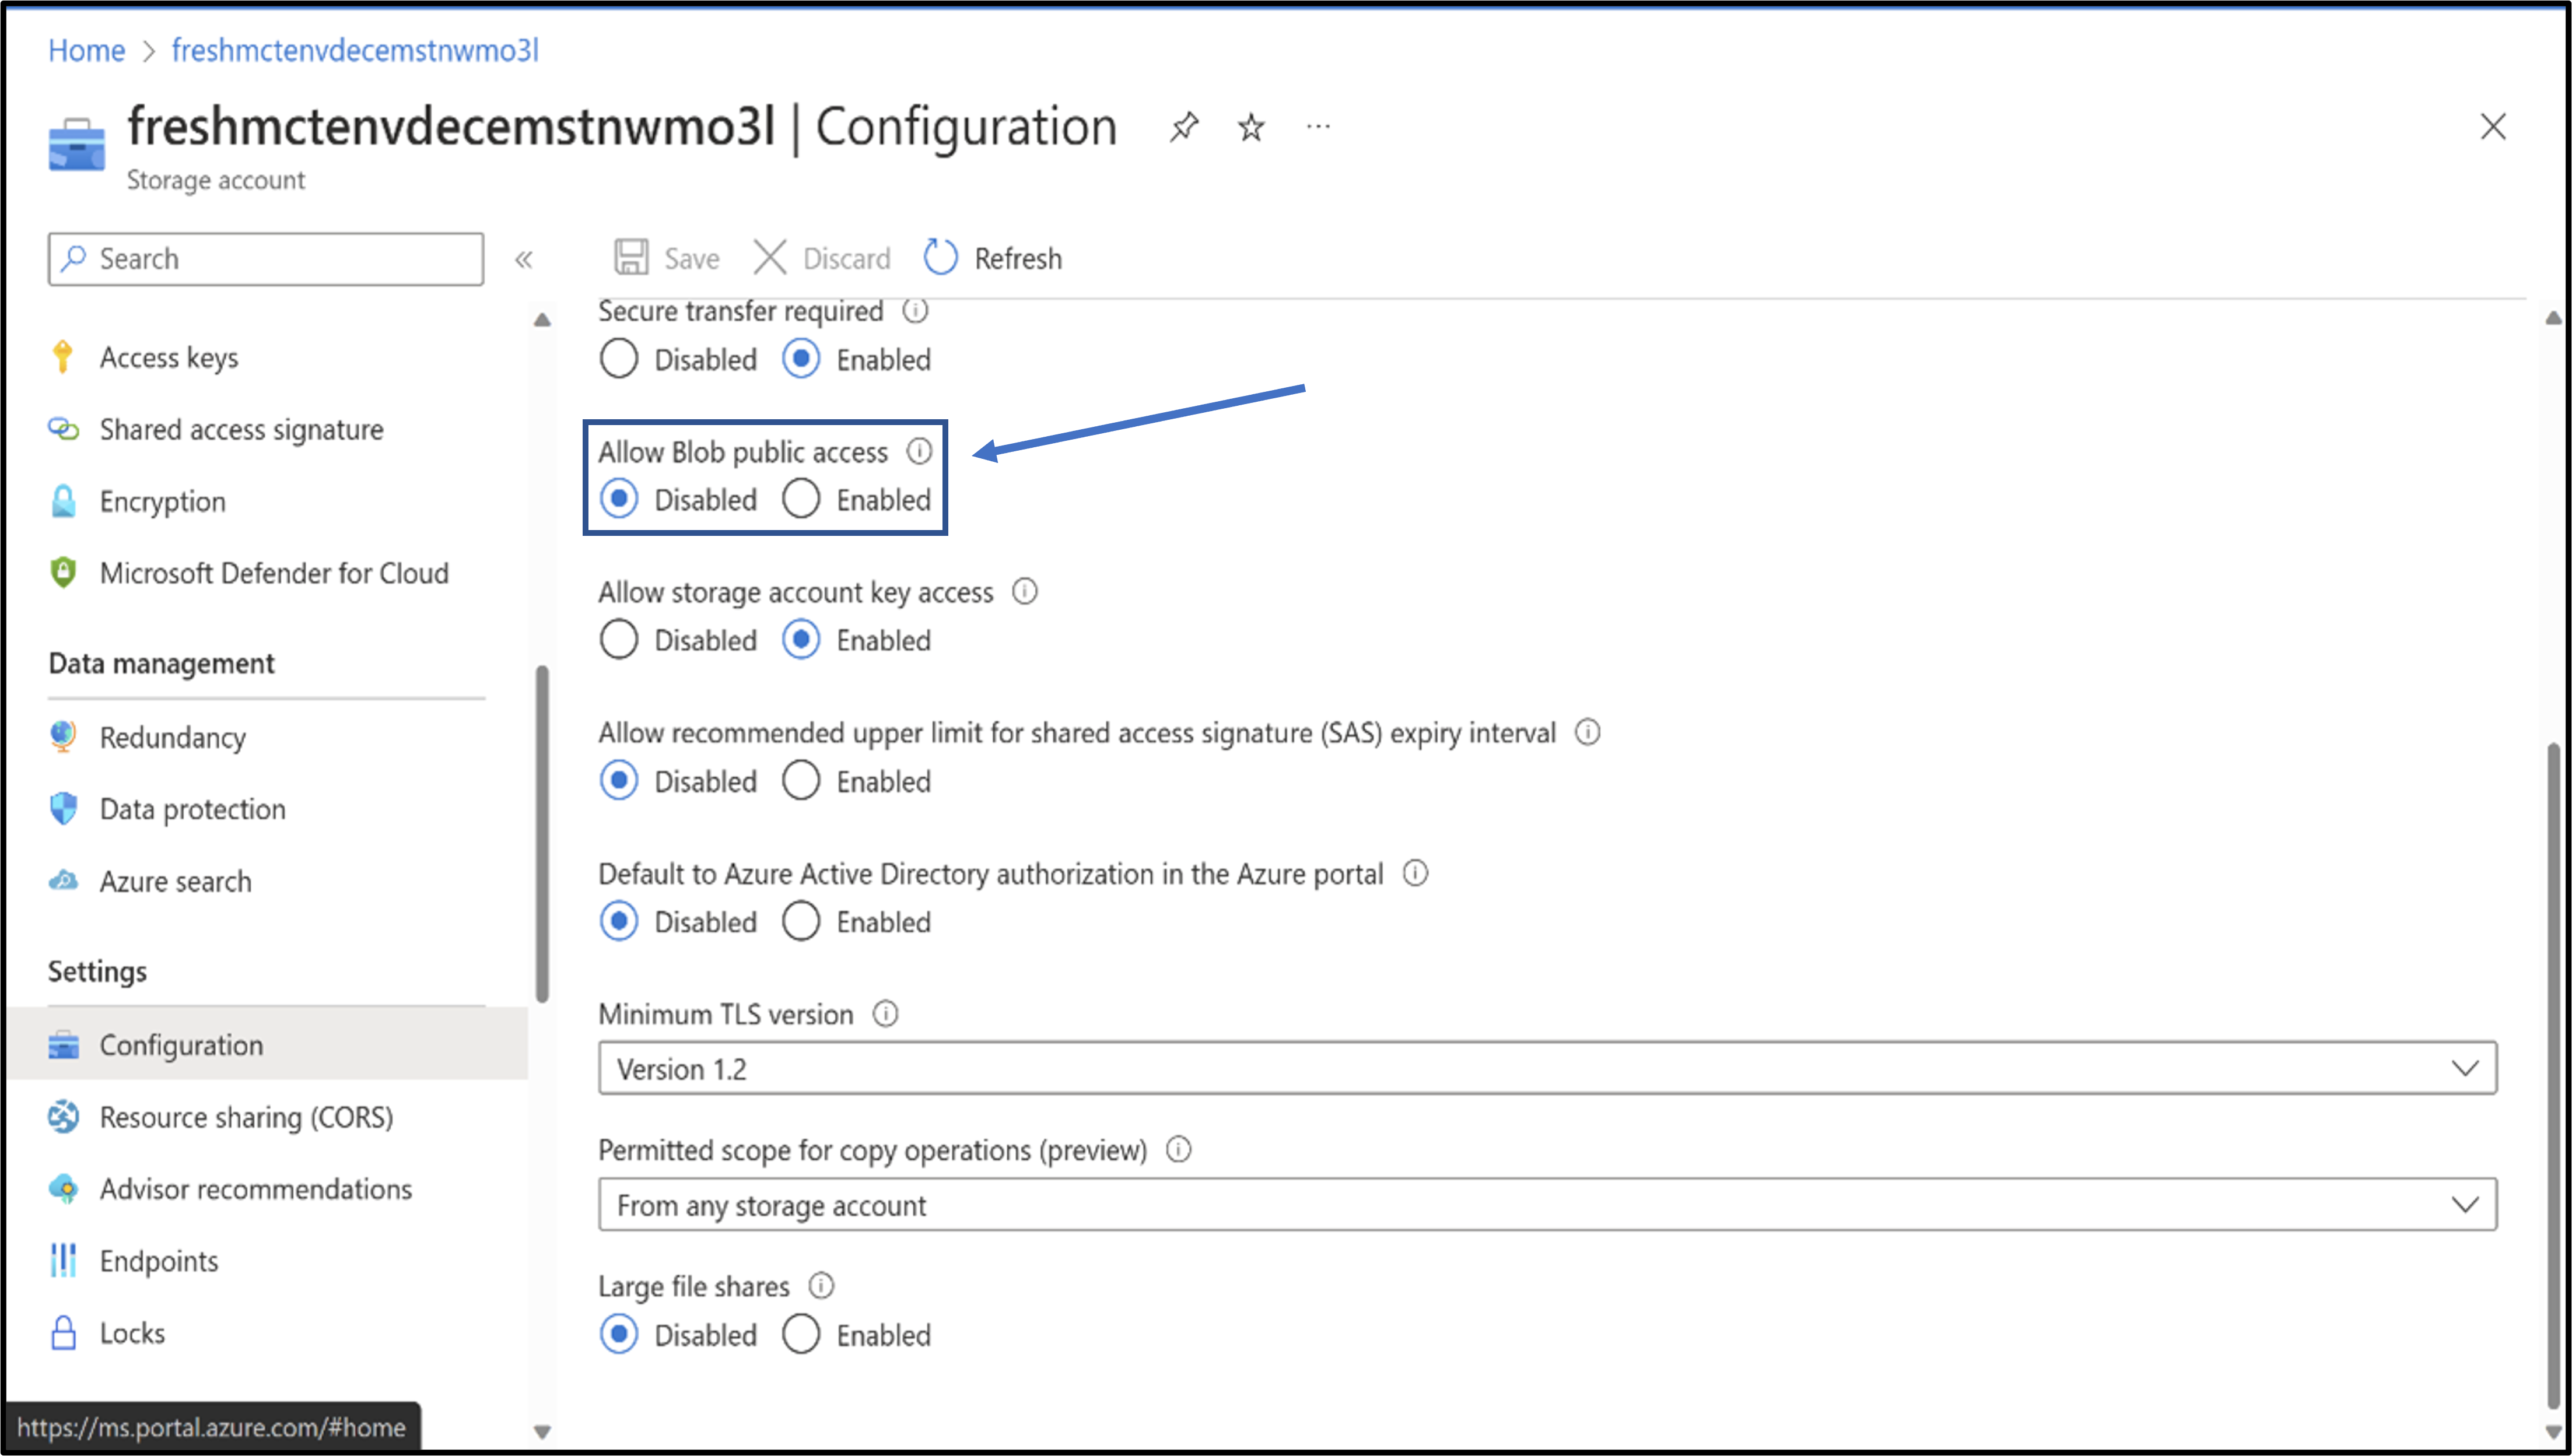 Home > freshmctenvdecemstnwmo3l
freshmctenvdecemstnwmo3l | Configuration
Storage account
Search
Save Discard Refresh
Access keys
Shared access signature
Encryption
Microsoft Defender for Cloud
Data management
Redundancy
Data protection
Azure search
Settings
Configuration
Resource sharing (CORS)
Advisor recommendations
Endpoints
Locks
Secure transfer required
Disabled Enabled
Allow Blob public access
Disabled Enabled
Allow storage account key access
Disabled Enabled
Allow recommended upper limit for shared access signature (SAS) expiry interval
Disabled Enabled
Default to Azure Active Directory authorization in the Azure portal
Disabled Enabled
Minimum TLS version
Version 1.2
Permitted scope for copy operations (preview)
From any storage account
Large file shares
Disabled Enabled
https://ms.portal.azure.com/#home